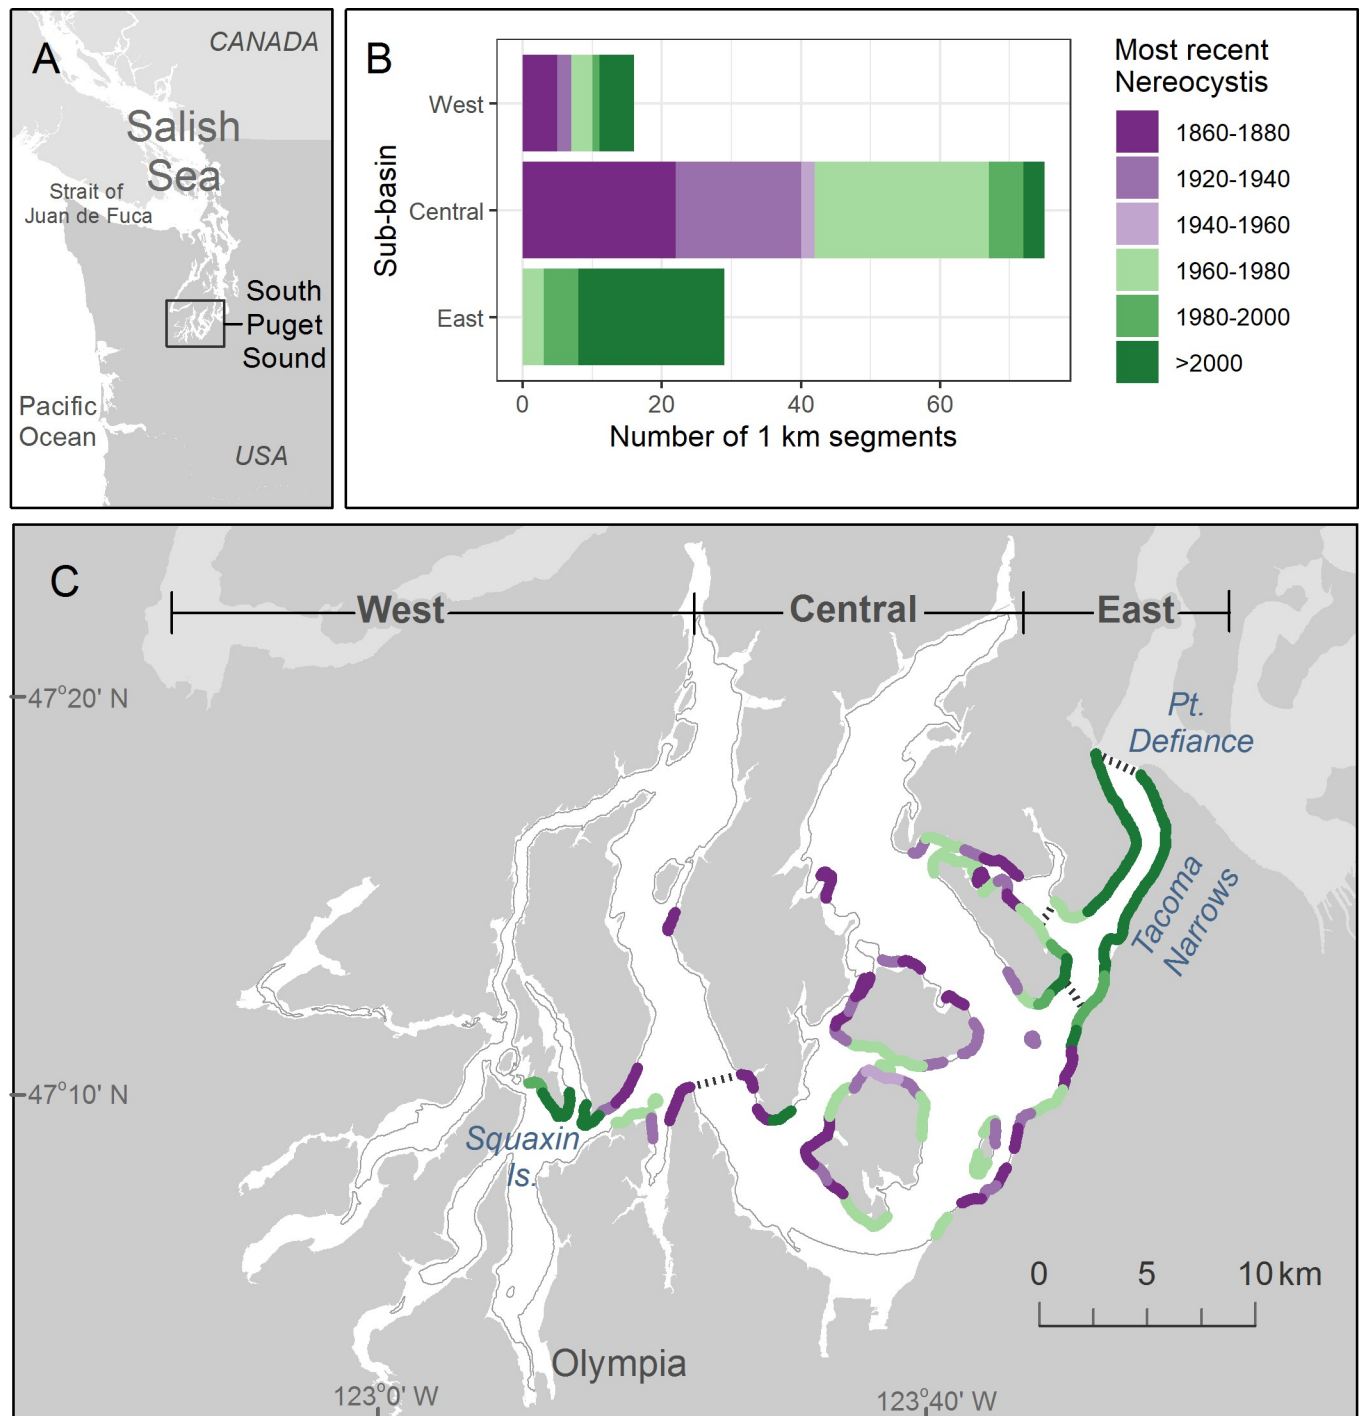 A
CANADA
Salish
Sea
Strait of
Juan de Fuca
South
Puget
Sound
Pacific
Ocean
USA
B
Sub-basin
West
Central
East
0 20 40 60
Number of 1 km segments
Most recent
Nereocystis
1860-1880
1920-1940
1940-1960
1960-1980
1980-2000
>2000
C
West
Central
East
47°20' N
Pt.
Defiance
Tacoma
Narrows
47°10' N
Squaxin
Is.
0 5 10 km
Olympia
123°0' W
123°40' W